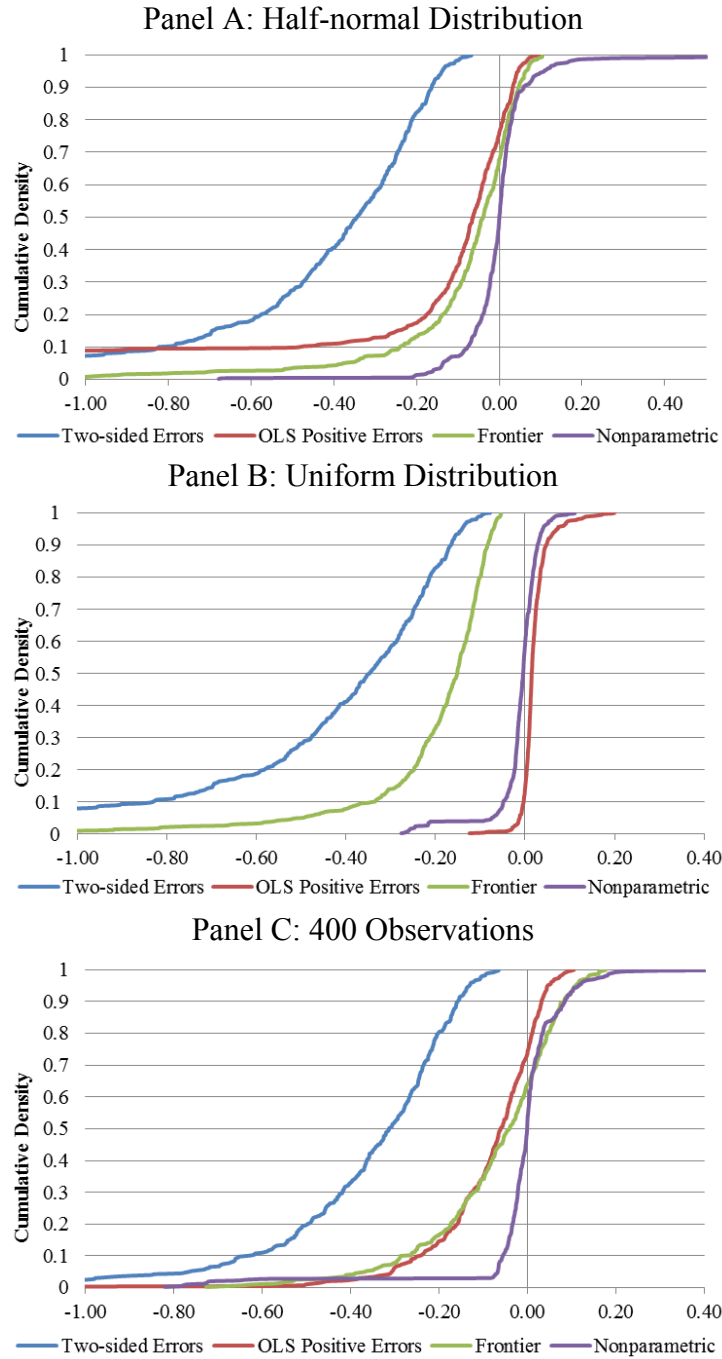 Panel A: Half-normal Distribution
1
0.9
0.8
0.7
0.6
0.5
0.4
0.3
0.2
0.1
0
Cumulative Density
-1.00 -0.80 -0.60 -0.40 -0.20 0.00 0.20 0.40
Two-sided Errors OLS Positive Errors Frontier Nonparametric
Panel B: Uniform Distribution
1
0.9
0.8
0.7
0.6
0.5
0.4
0.3
0.2
0.1
0
Cumulative Density
-1.00 -0.80 -0.60 -0.40 -0.20 0.00 0.20 0.40
Two-sided Errors OLS Positive Errors Frontier Nonparametric
Panel C: 400 Observations
1
0.9
0.8
0.7
0.6
0.5
0.4
0.3
0.2
0.1
0
Cumulative Density
-1.00 -0.80 -0.60 -0.40 -0.20 0.00 0.20 0.40
Two-sided Errors OLS Positive Errors Frontier Nonparametric